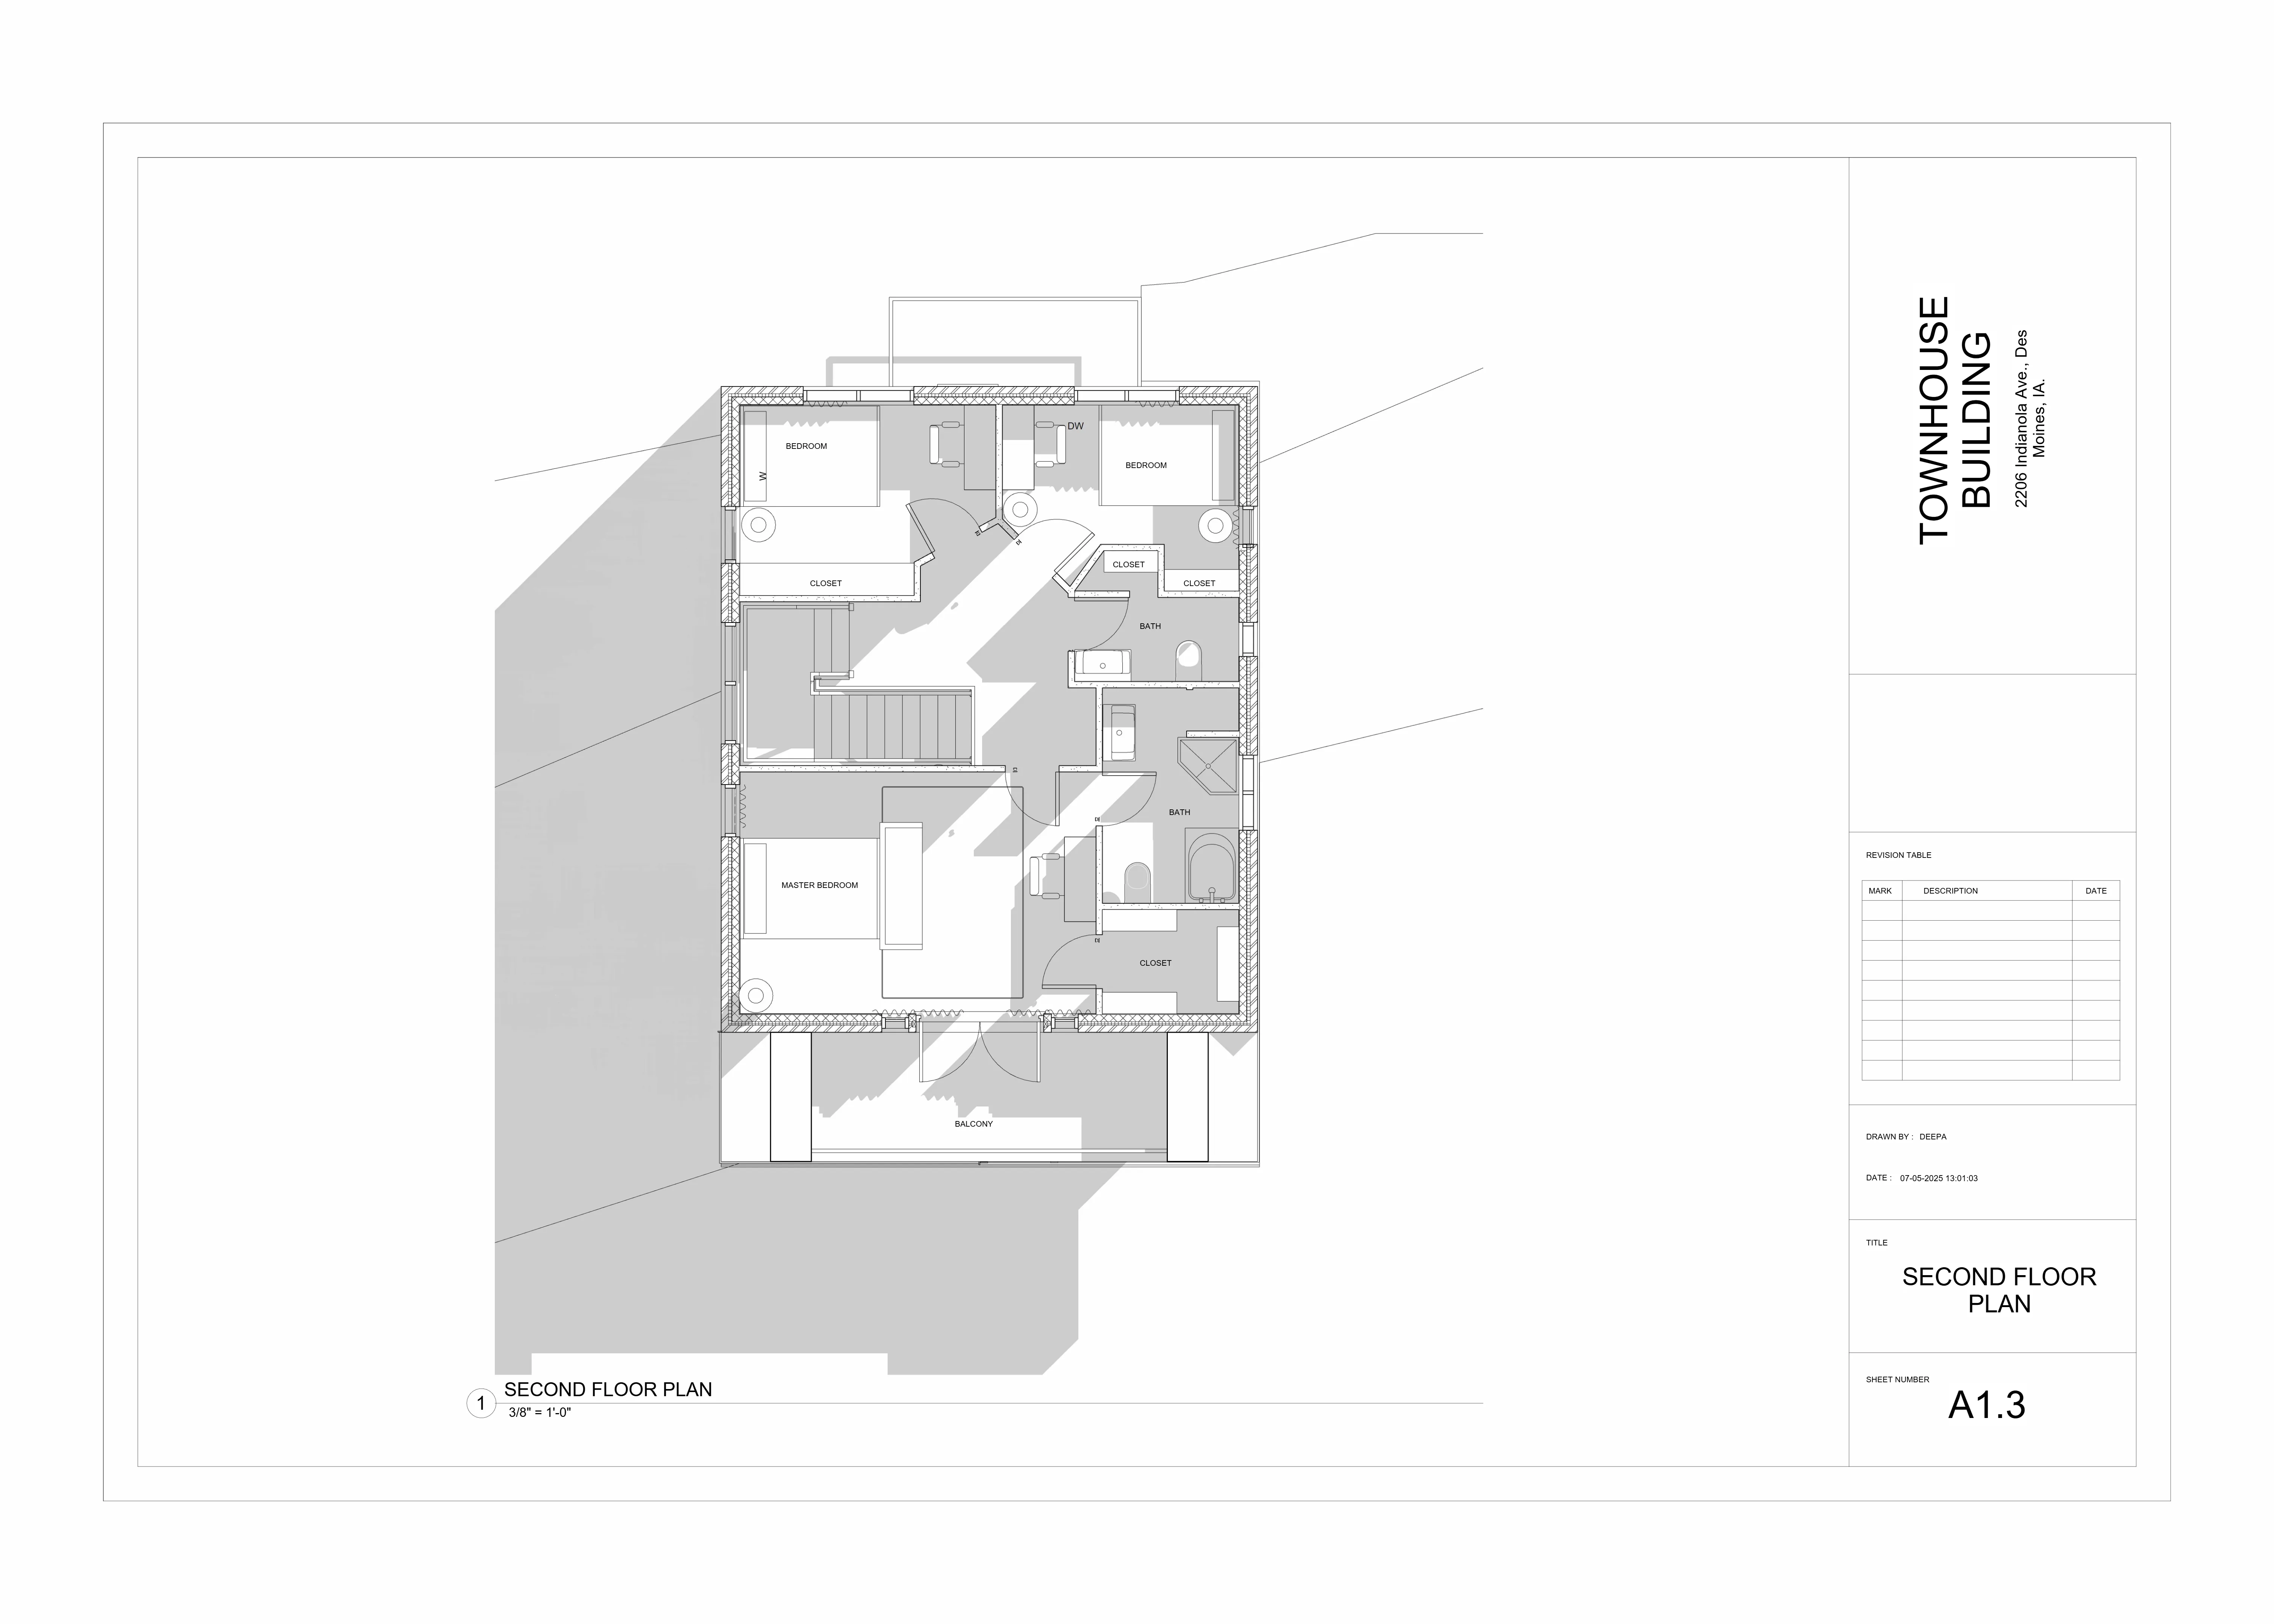 BEDROOM
W
DW
BEDROOM
CLOSET
CLOSET
CLOSET
BATH
BATH
MASTER BEDROOM
CLOSET
BALCONY
1
SECOND FLOOR PLAN
3/8" = 1'-0"
TOWNHOUSE
BUILDING
2206 Indianola Ave., Des
Moines, IA.
REVISION TABLE
MARK DESCRIPTION DATE
DRAWN BY : DEEPA
DATE : 07-05-2025 13:01:03
TITLE
SECOND FLOOR
PLAN
SHEET NUMBER
A1.3